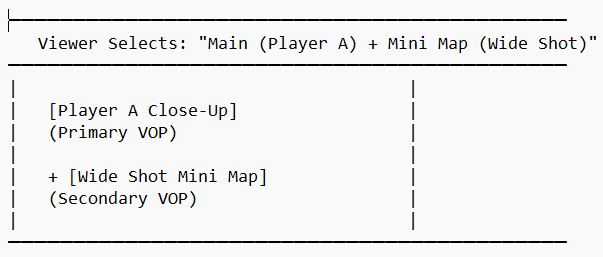 Viewer Selects: "Main (Player A) + Mini Map (Wide Shot)"
[Player A Close-Up]
(Primary VOP)
+ [Wide Shot Mini Map]
(Secondary VOP)